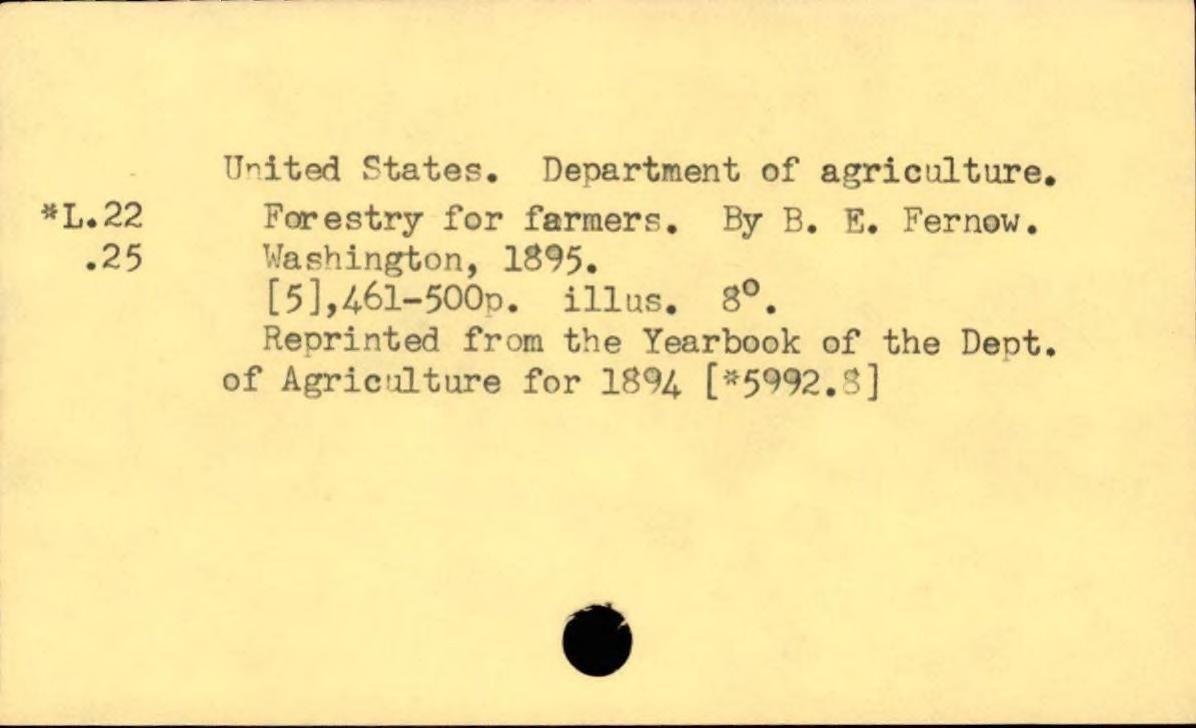 United States. Department of agriculture.
*L.22 Forestry for farmers. By B. E. Fernow.
.25 Washington, 1895.
[5],461-500p. illus. 8º.
Reprinted from the Yearbook of the Dept.
of Agriculture for 1894 [*5992.8]